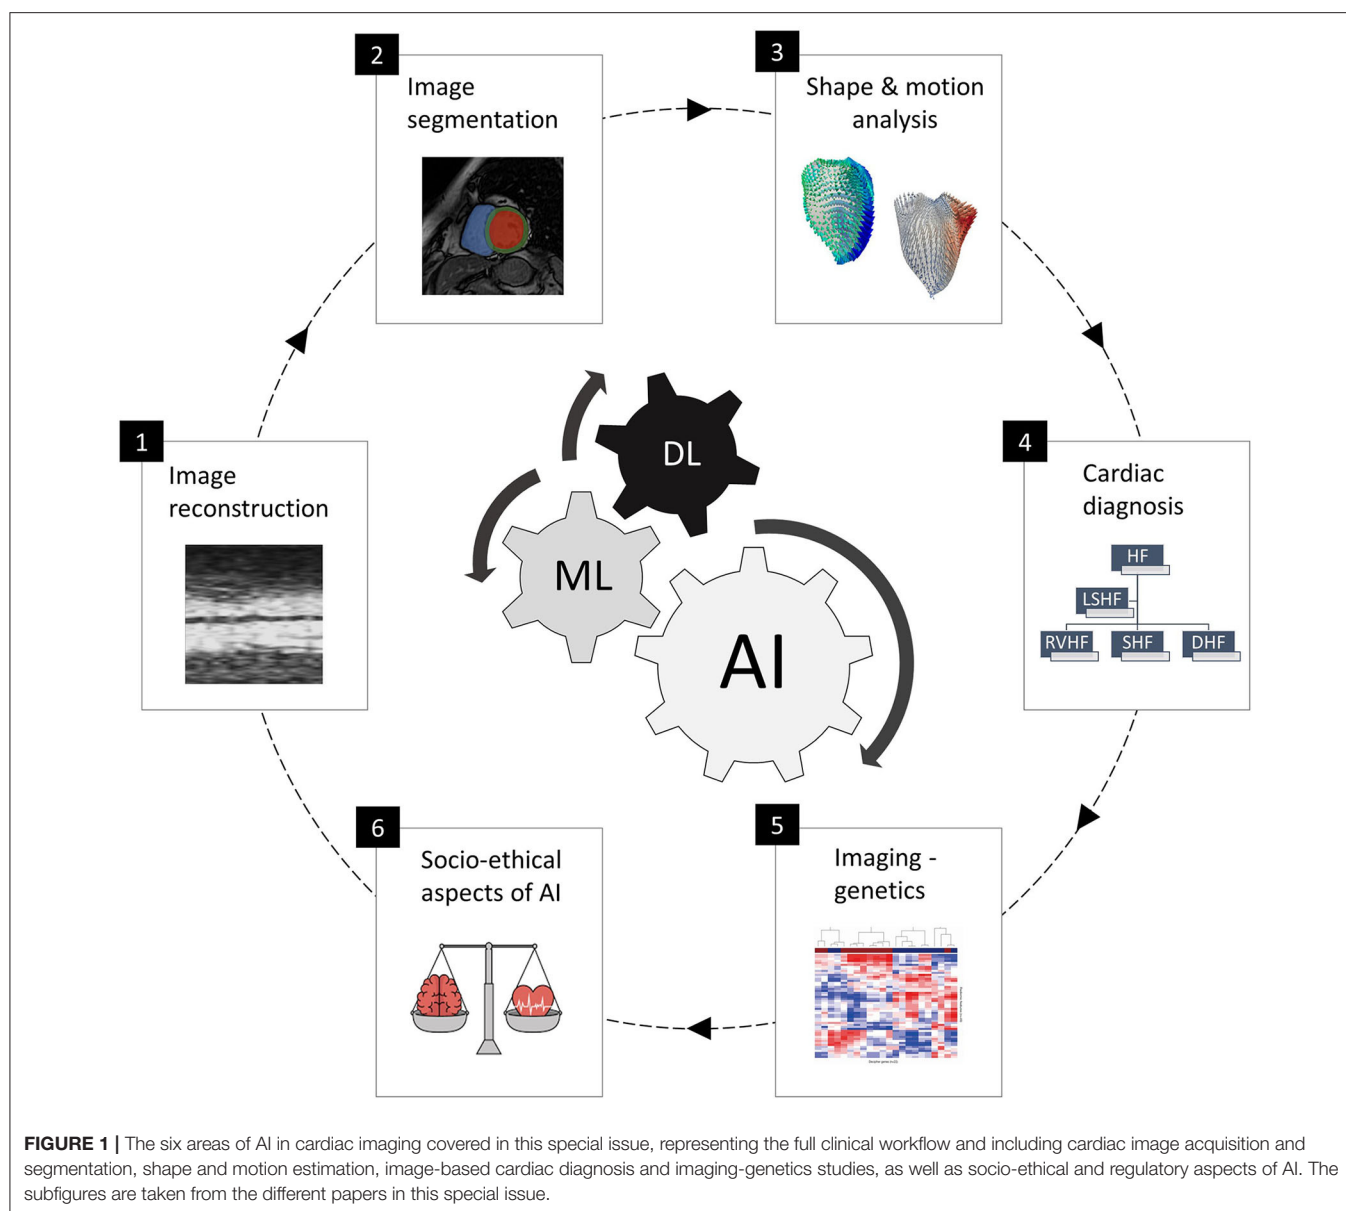 1
Image
reconstruction
2
Image
segmentation
3
Shape & motion
analysis
4
Cardiac
diagnosis
HF
LSHF
RVHF SHF DHF
5
Imaging -
genetics
6
Socio-ethical
aspects of AI
DL
ML
AI
FIGURE 1 | The six areas of AI in cardiac imaging covered in this special issue, representing the full clinical workflow and including cardiac image acquisition and
segmentation, shape and motion estimation, image-based cardiac diagnosis and imaging-genetics studies, as well as socio-ethical and regulatory aspects of AI. The
subfigures are taken from the different papers in this special issue.